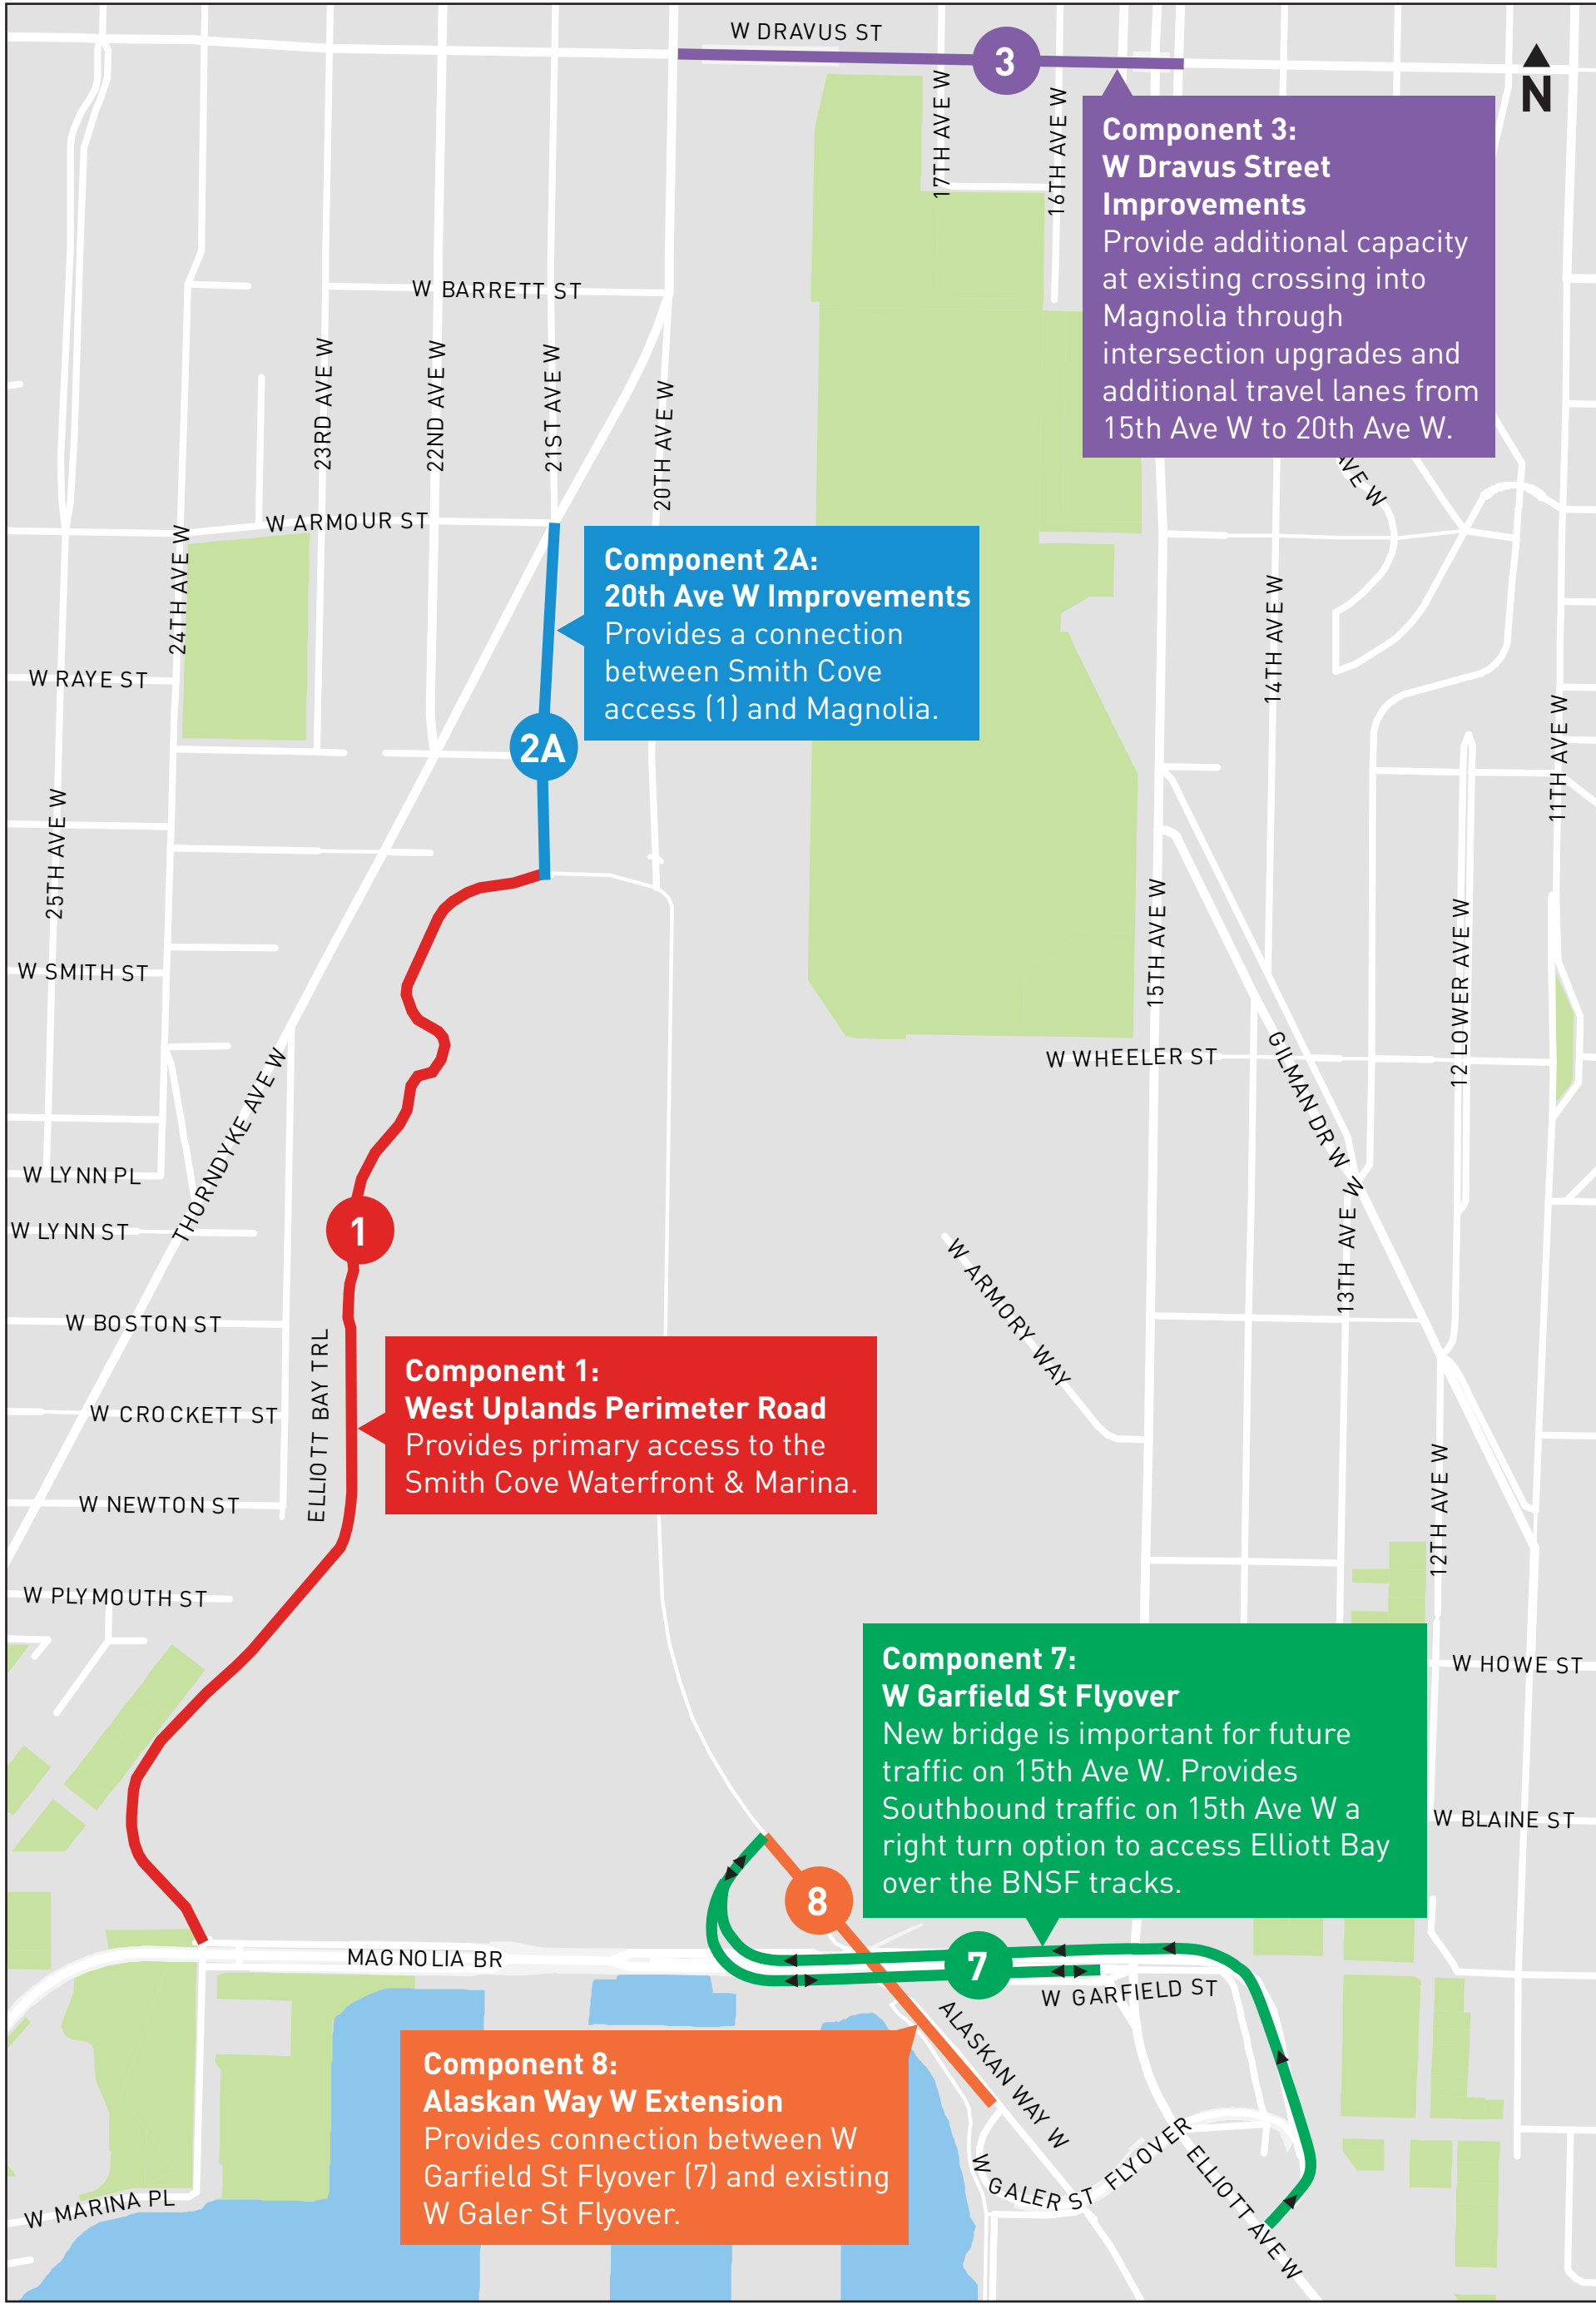 W DRAVUS ST
3
N
17TH AVE W
16TH AVE W
Component 3:
W Dravus Street
Improvements
Provide additional capacity
at existing crossing into
Magnolia through
intersection upgrades and
additional travel lanes from
15th Ave W to 20th Ave W.
W BARRETT ST
23RD AVE W
22ND AVE W
21ST AVE W
20TH AVE W
AVE W
W ARMOUR ST
24TH AVE W
Component 2A:
20th Ave W Improvements
Provides a connection
between Smith Cove
access (1) and Magnolia.
2A
14TH AVE W
W RAYE ST
11TH AVE W
25TH AVE W
15TH AVE W
12 LOWER AVE W
W SMITH ST
W WHEELER ST
GILMAN DR W
THORNDYKE AVE W
W LYNN PL
W LYNN ST
1
13TH AVE W
W ARMORY WAY
W BOSTON ST
ELLIOTT BAY TRL
Component 1:
West Uplands Perimeter Road
Provides primary access to the
Smith Cove Waterfront & Marina.
W CROCKETT ST
W NEWTON ST
12TH AVE W
W PLYMOUTH ST
Component 7:
W Garfield St Flyover
New bridge is important for future
traffic on 15th Ave W. Provides
Southbound traffic on 15th Ave W a
right turn option to access Elliott Bay
over the BNSF tracks.
W HOWE ST
W BLAINE ST
8
7
MAGNOLIA BR
W GARFIELD ST
ALASKAN WAY W
Component 8:
Alaskan Way W Extension
Provides connection between W
Garfield St Flyover (7) and existing
W Galer St Flyover.
W GALER ST FLYOVER
ELLIOTT AVE W
W MARINA PL